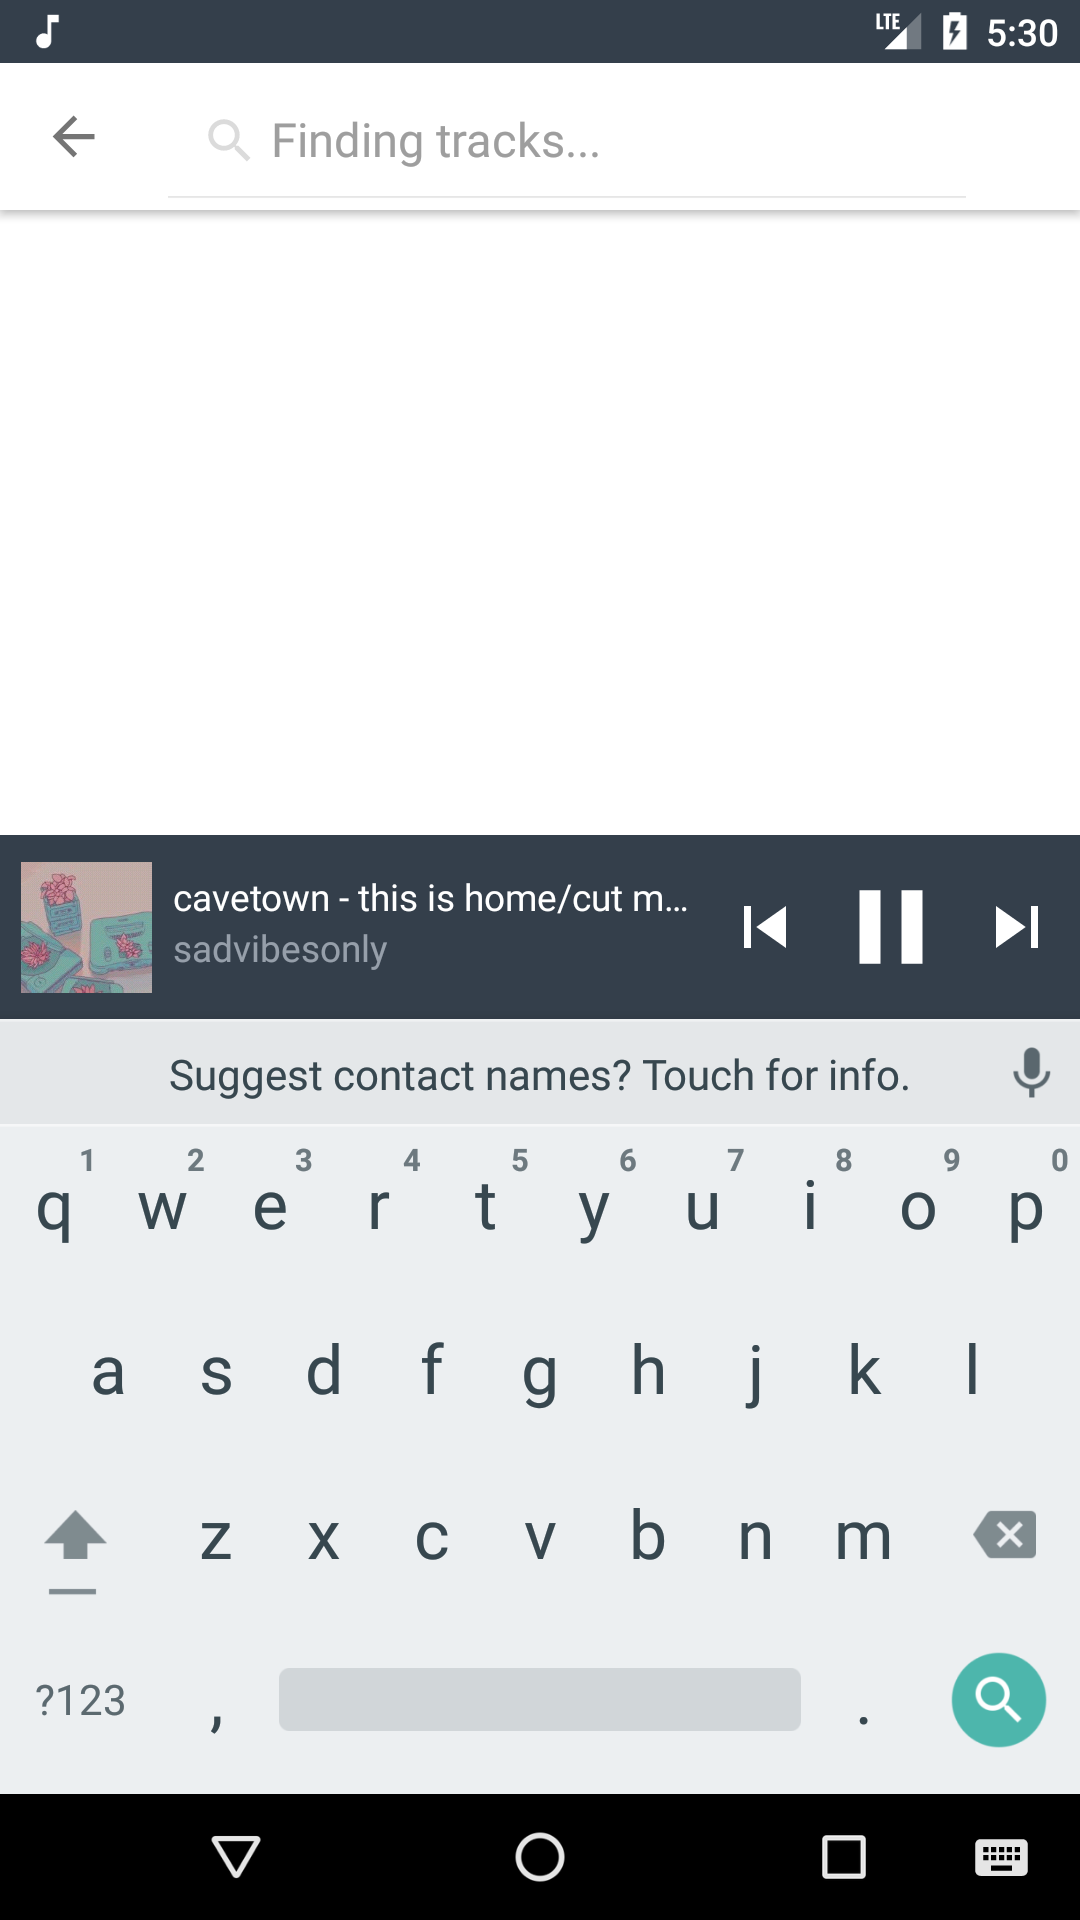 LTE 5:30
Finding tracks...
cavetown - this is home/cut m...
sadvibesonly
Suggest contact names? Touch for info.
1 2 3 4 5 6 7 8 9 0
q w e r t y u i o p
a s d f g h j k l
z x c v b n m
?123 , .